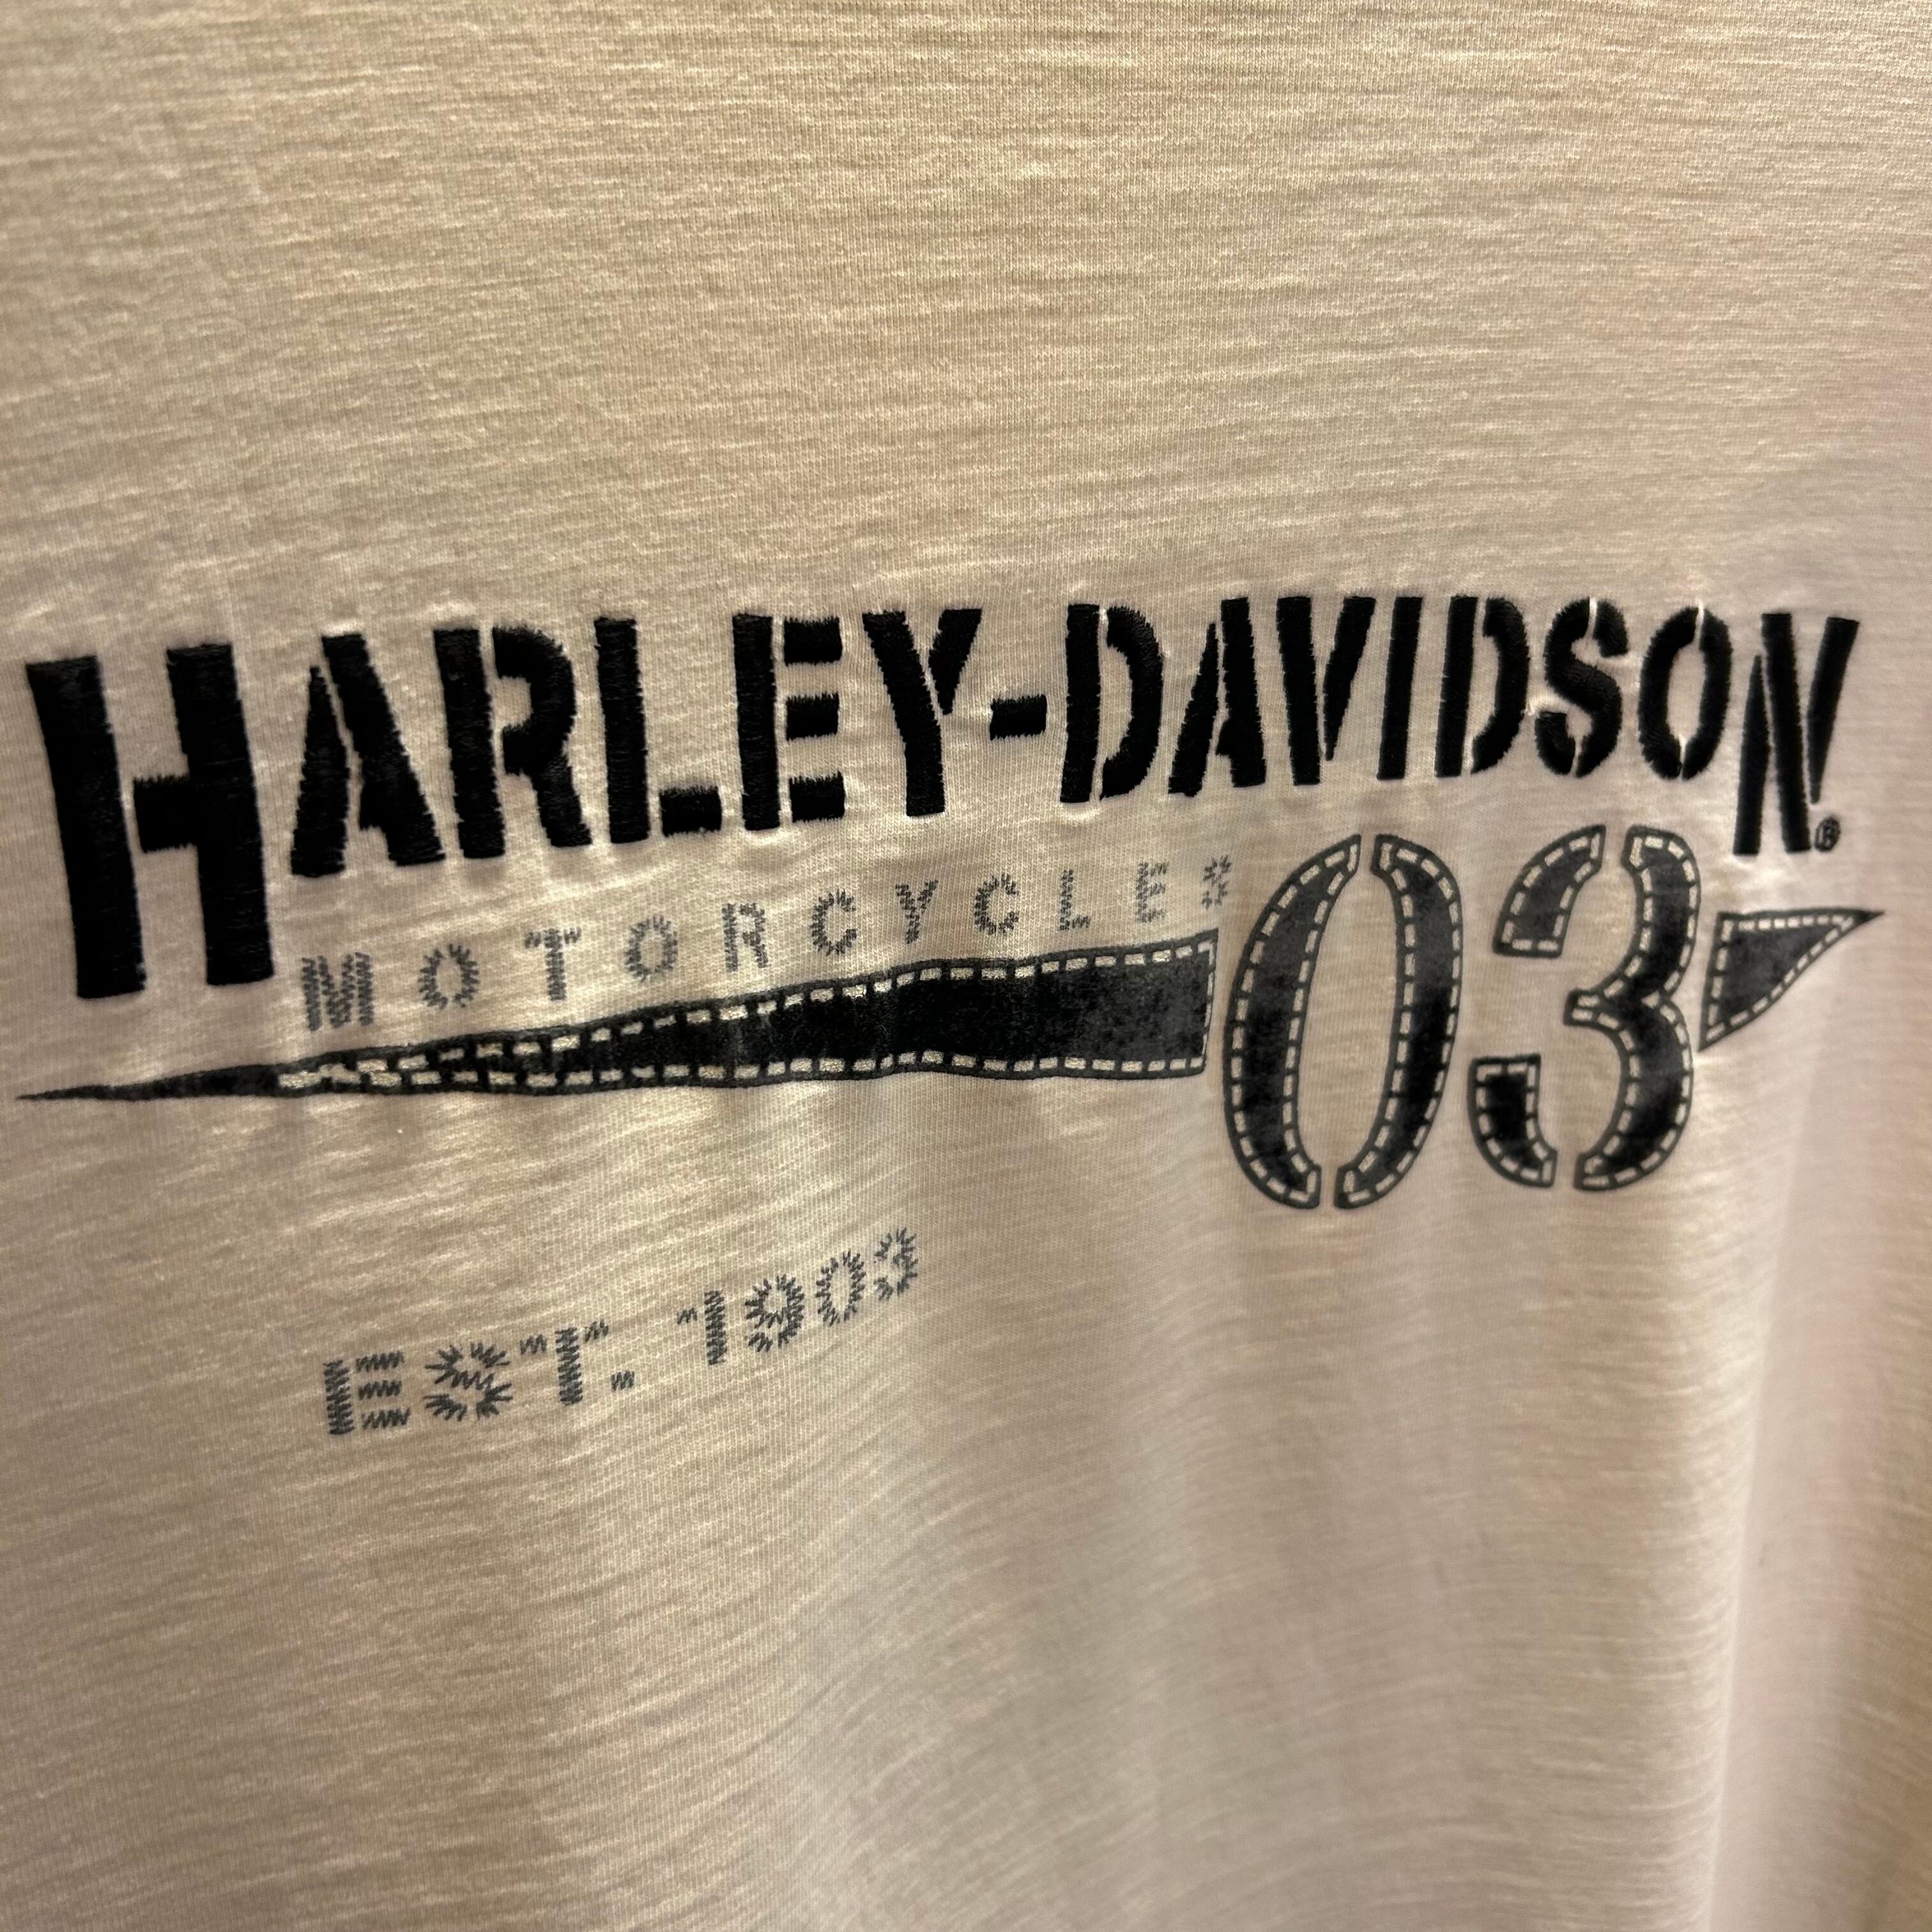 HARLEY-DAVIDSON®
MOTORCYCLES
03
EST. 1903